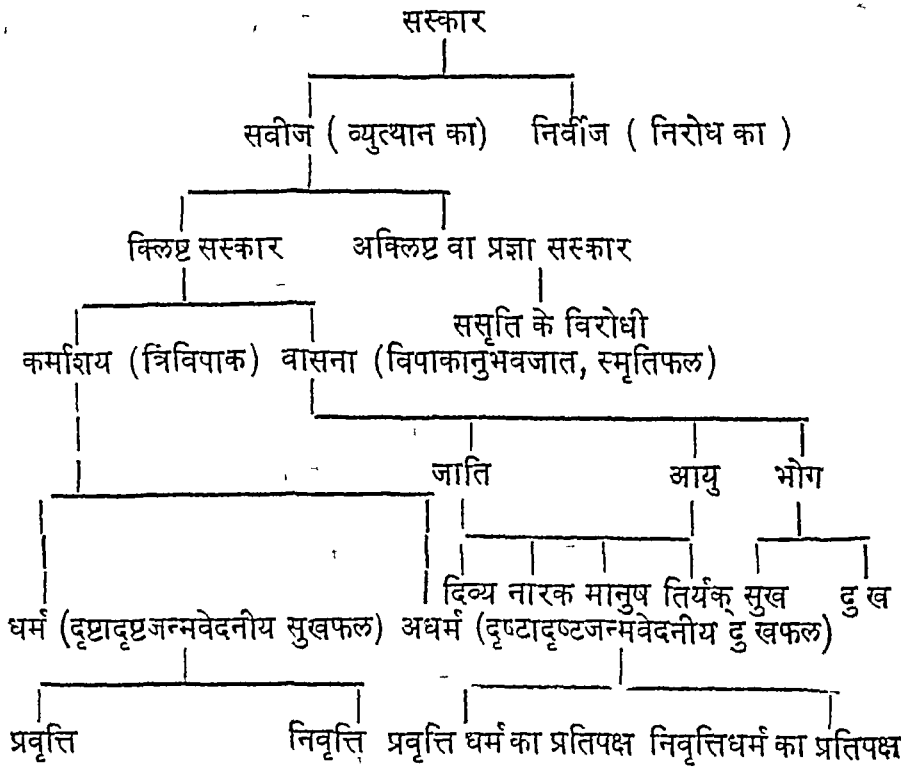 सस्कार
सवीज ( व्युत्थान का) निर्वीज ( निरोध का )
क्लिष्ट सस्कार अक्लिष्ट वा प्रज्ञा सस्कार
ससृति के विरोधी
कर्माशय (त्रिविपाक) वासना (विपाकानुभवजात, स्मृतिफल)
जाति आयु भोग
दिव्य नारक मानुष तिर्यक् सुख दु ख
धर्म (दृष्टादृष्टजन्मवेदनीय सुखफल) अधर्म (दृष्टादृष्टजन्मवेदनीय दु खफल)
प्रवृत्ति निवृत्ति प्रवृत्ति धर्म का प्रतिपक्ष निवृत्तिधर्म का प्रतिपक्ष